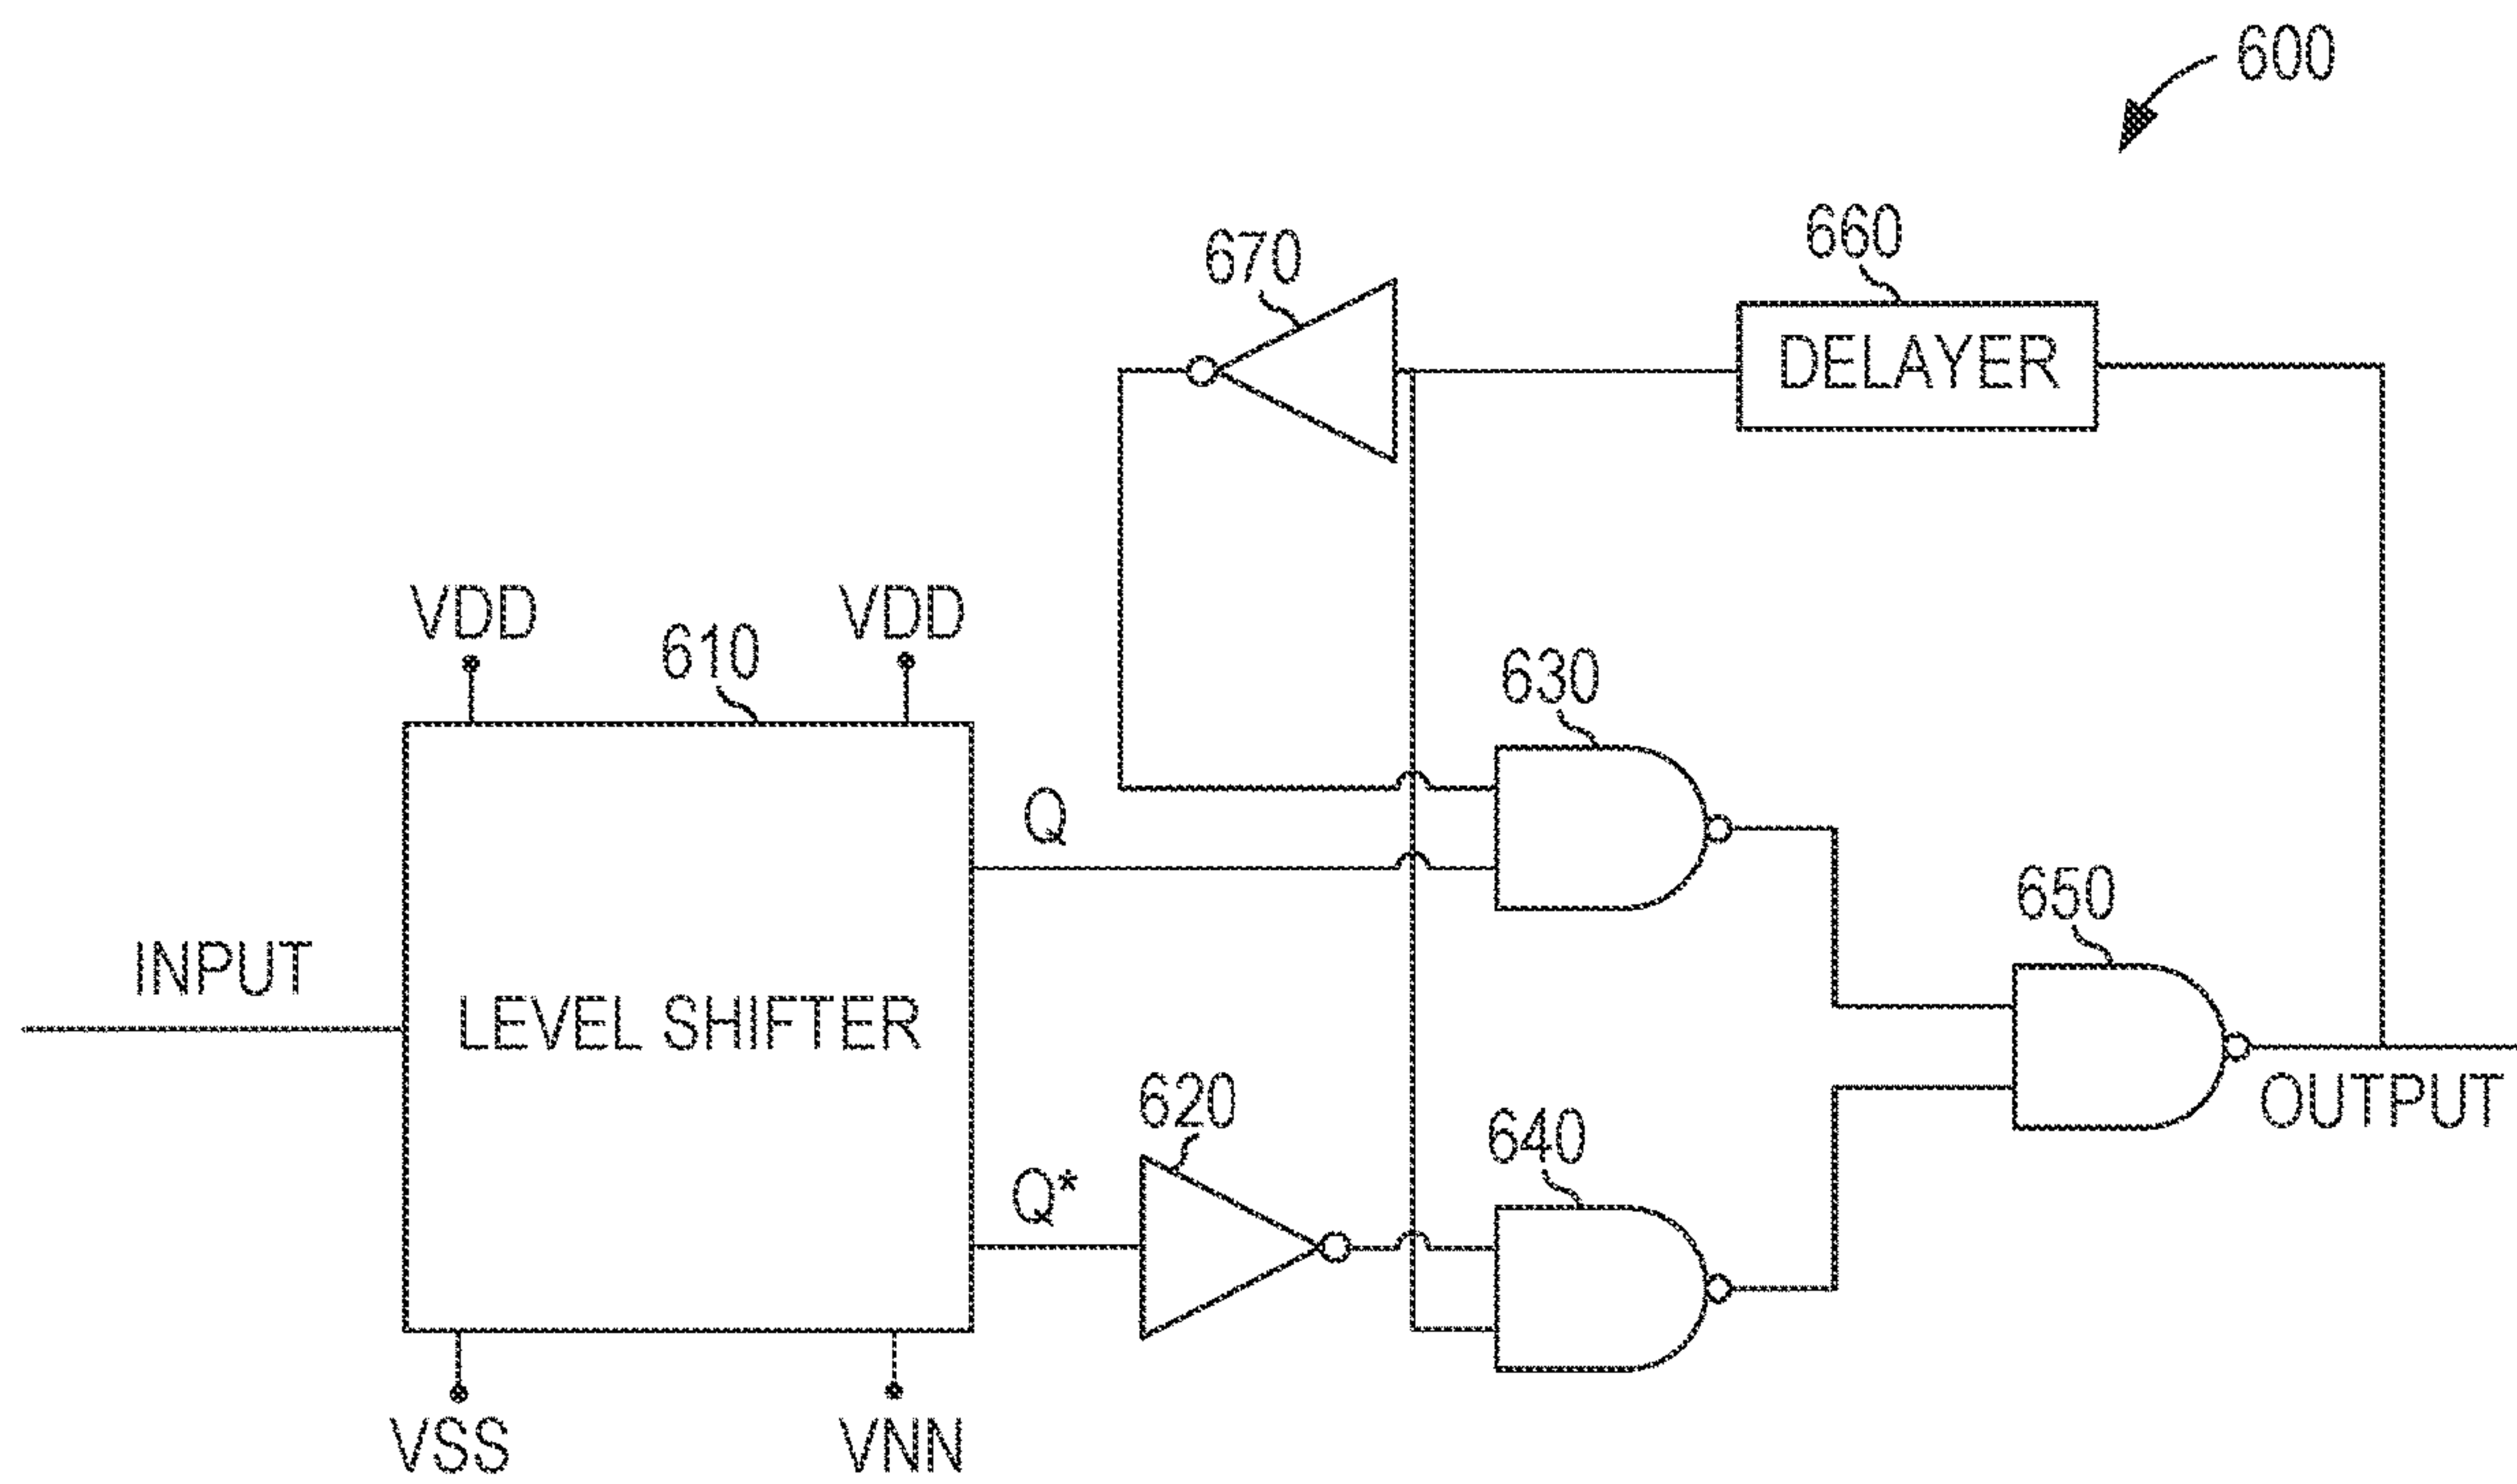 600
660
670
DELAYER
VDD
VDD
610
630
Q
650
INPUT
LEVEL SHIFTER
620
OUTPUT
640
Q*
VSS
VNN